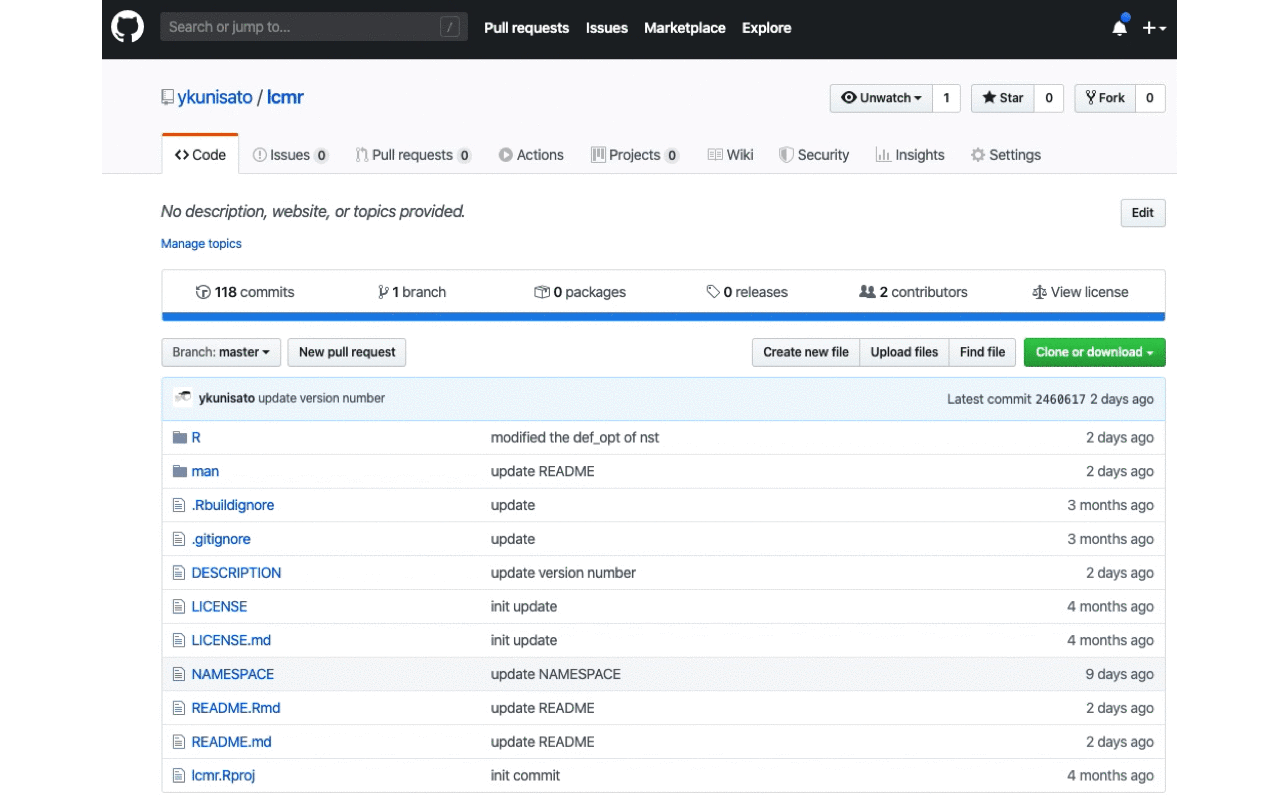 Search or jump to... /
Pull requests Issues Marketplace Explore
ykunisato / lcmr
Unwatch 1 Star 0 Fork 0
Code Issues 0 Pull requests 0 Actions Projects 0 Wiki Security Insights Settings
No description, website, or topics provided. Edit
Manage topics
118 commits 1 branch 0 packages 0 releases 2 contributors View license
Branch: master New pull request Create new file Upload files Find file Clone or download
ykunisato update version number Latest commit 2460617 2 days ago
R modified the def_opt of nst 2 days ago
man update README 2 days ago
.Rbuildignore update 3 months ago
.gitignore update 3 months ago
DESCRIPTION update version number 2 days ago
LICENSE init update 4 months ago
LICENSE.md init update 4 months ago
NAMESPACE update NAMESPACE 9 days ago
README.Rmd update README 2 days ago
README.md update README 2 days ago
lcmr.Rproj init commit 4 months ago